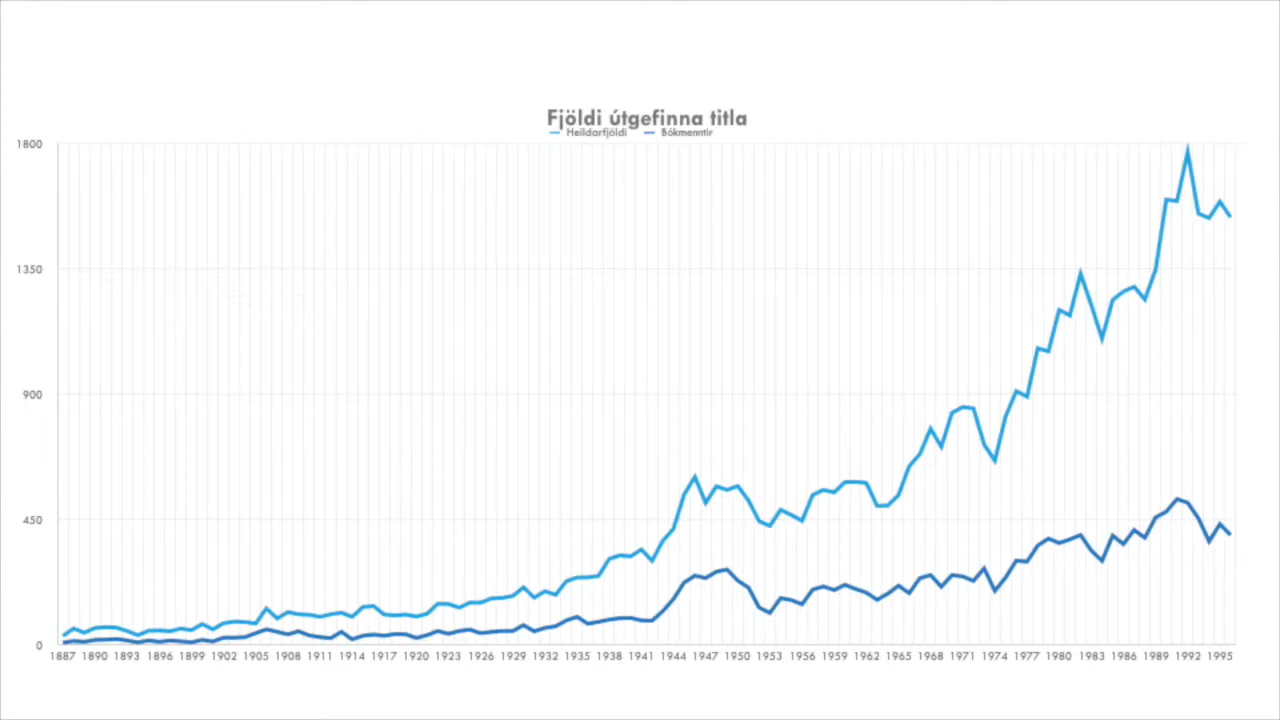 Fjöldi útgefinna titla
Heildarfjöldi Bókmenntir
1800
1350
900
450
0
1887 1890 1893 1896 1899 1902 1905 1908 1911 1914 1917 1920 1923 1926 1929 1932 1935 1938 1941 1944 1947 1950 1953 1956 1959 1962 1965 1968 1971 1974 1977 1980 1983 1986 1989 1992 1995